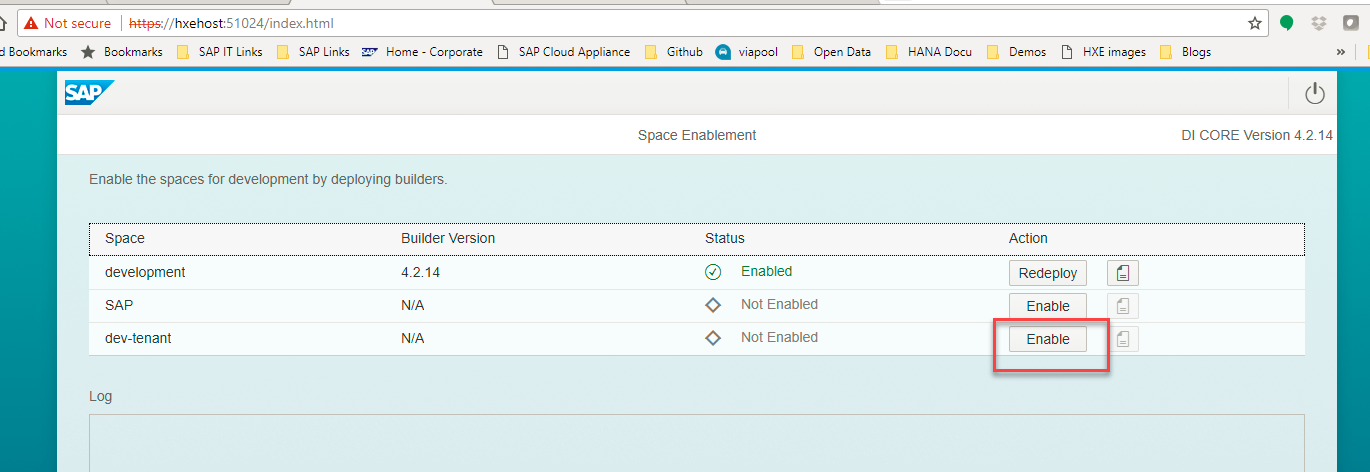 Not secure https://hxehost:51024/index.html
d Bookmarks Bookmarks SAP IT Links SAP Links SAP Home - Corporate SAP Cloud Appliance Github viapool Open Data HANA Docu Demos HXE images Blogs »
SAP
Space Enablement DI CORE Version 4.2.14
Enable the spaces for development by deploying builders.
Space Builder Version Status Action
development 4.2.14 Enabled Redeploy
SAP N/A Not Enabled Enable
dev-tenant N/A Not Enabled Enable
Log